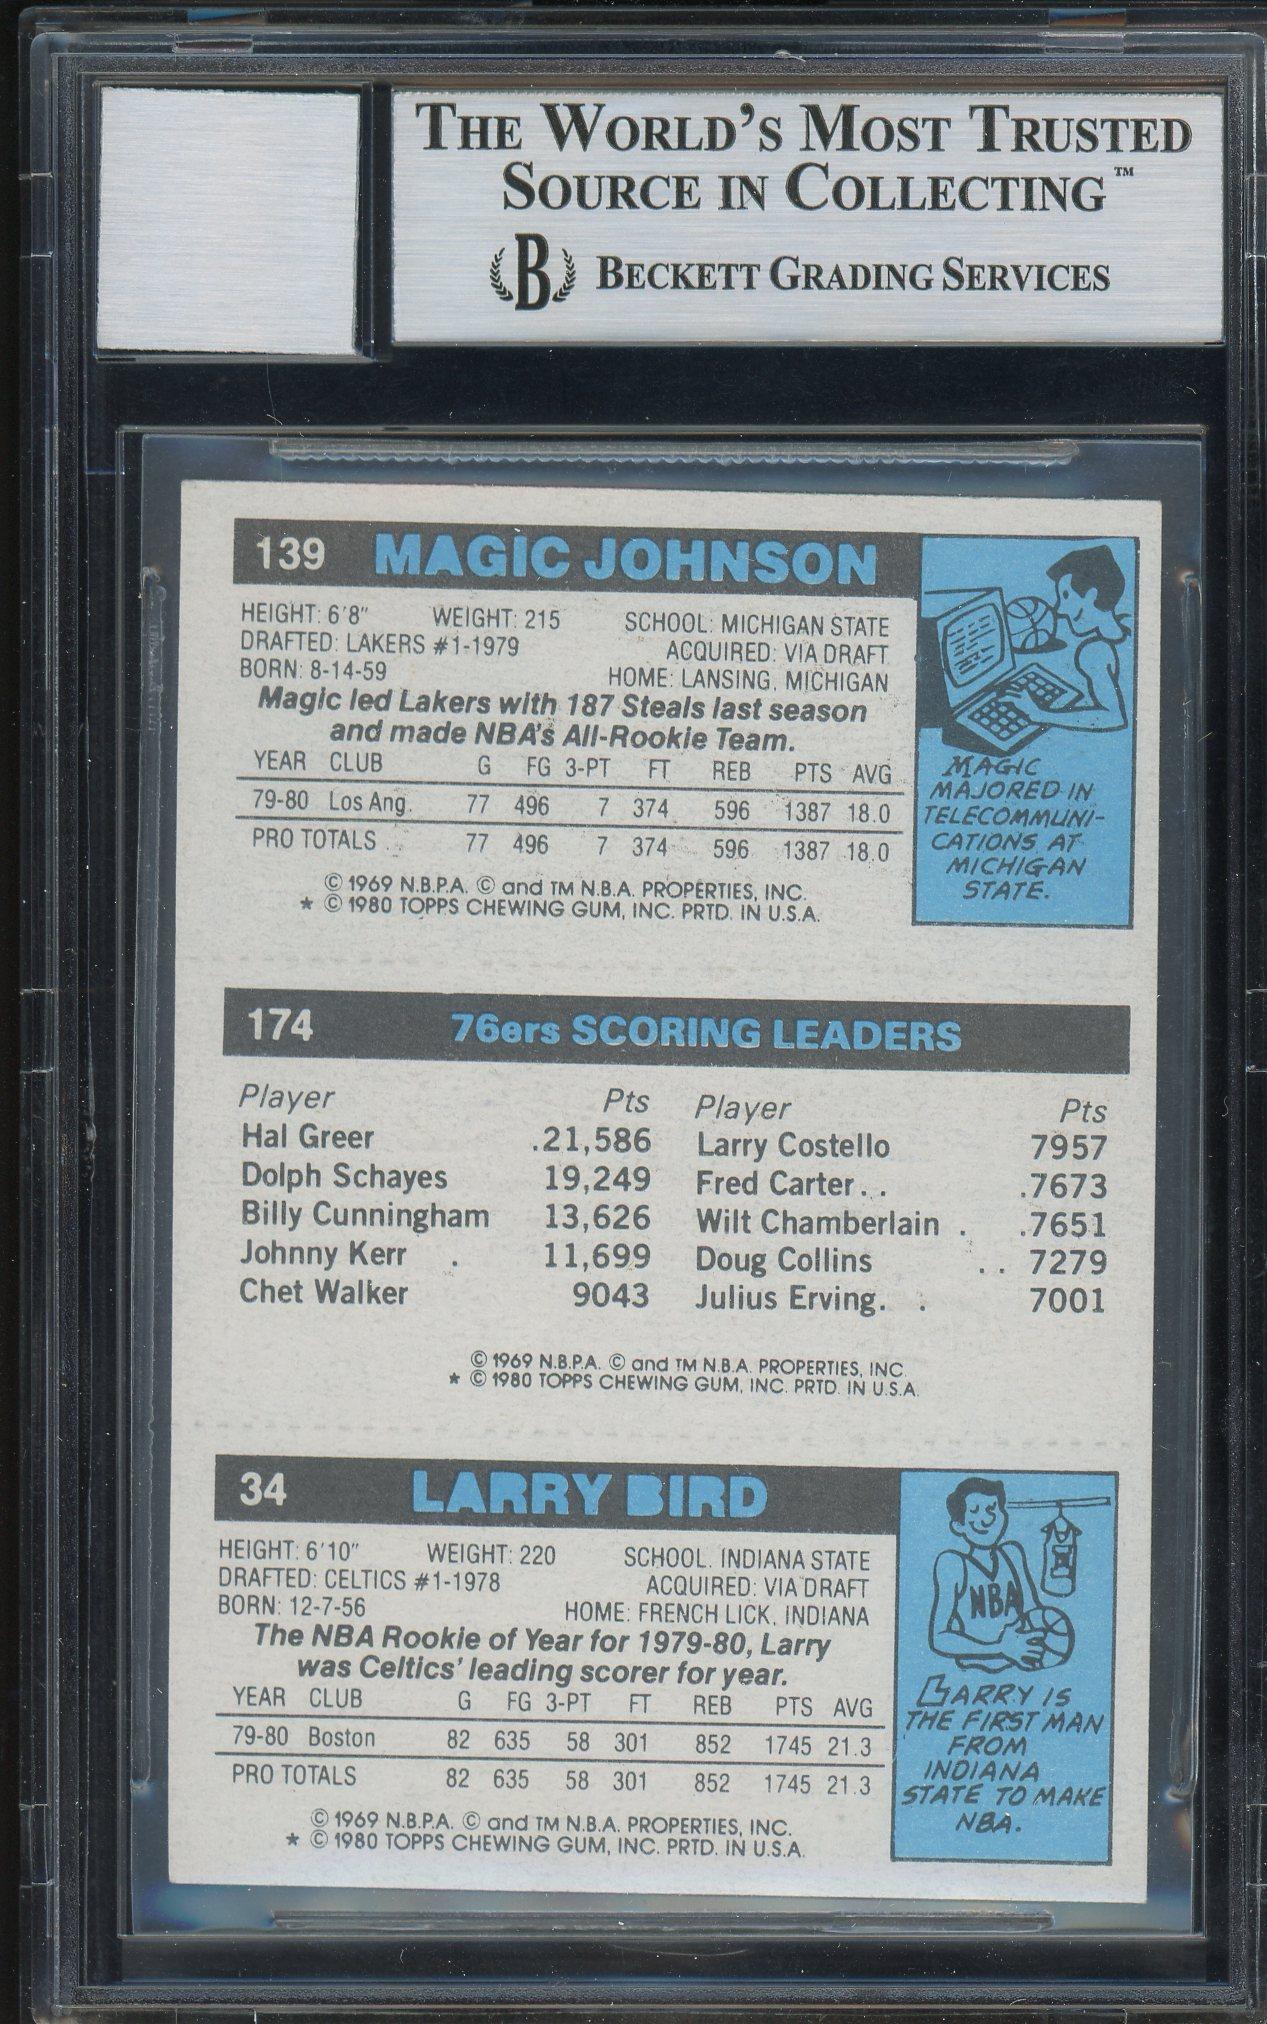 THE WORLD'S MOST TRUSTED
SOURCE IN COLLECTING™
B BECKETT GRADING SERVICES
139 MAGIC JOHNSON
HEIGHT: 6'8" WEIGHT: 215 SCHOOL: MICHIGAN STATE
DRAFTED: LAKERS #1-1979 ACQUIRED: VIA DRAFT
BORN: 8-14-59 HOME: LANSING, MICHIGAN
Magic led Lakers with 187 Steals last season
and made NBA's All-Rookie Team.
YEAR CLUB G FG 3-PT FT REB PTS AVG
79-80 Los Ang. 77 496 7 374 596 1387 18.0
PRO TOTALS 77 496 7 374 596 1387 18.0
© 1969 N.B.P.A. © and TM N.B.A. PROPERTIES, INC.
* © 1980 TOPPS CHEWING GUM, INC. PRTD. IN U.S.A.
MAGIC
MAJORED IN
TELECOMMUNI-
CATIONS AT
MICHIGAN
STATE.
174 76ers SCORING LEADERS
Player Pts Player Pts
Hal Greer .21,586 Larry Costello 7957
Dolph Schayes 19,249 Fred Carter. . .7673
Billy Cunningham 13,626 Wilt Chamberlain . .7651
Johnny Kerr . 11,699 Doug Collins . . 7279
Chet Walker 9043 Julius Erving. . 7001
© 1969 N.B.P.A. © and TM N.B.A. PROPERTIES, INC.
* © 1980 TOPPS CHEWING GUM, INC. PRTD. IN U.S.A.
34 LARRY BIRD
HEIGHT: 6'10" WEIGHT: 220 SCHOOL: INDIANA STATE
DRAFTED: CELTICS #1-1978 ACQUIRED: VIA DRAFT
BORN: 12-7-56 HOME: FRENCH LICK, INDIANA
The NBA Rookie of Year for 1979-80, Larry
was Celtics' leading scorer for year.
YEAR CLUB G FG 3-PT FT REB PTS AVG
79-80 Boston 82 635 58 301 852 1745 21.3
PRO TOTALS 82 635 58 301 852 1745 21.3
© 1969 N.B.P.A. © and TM N.B.A. PROPERTIES, INC.
* © 1980 TOPPS CHEWING GUM, INC. PRTD. IN U.S.A.
NBA
LARRY IS
THE FIRST MAN
FROM
INDIANA
STATE TO MAKE
NBA.